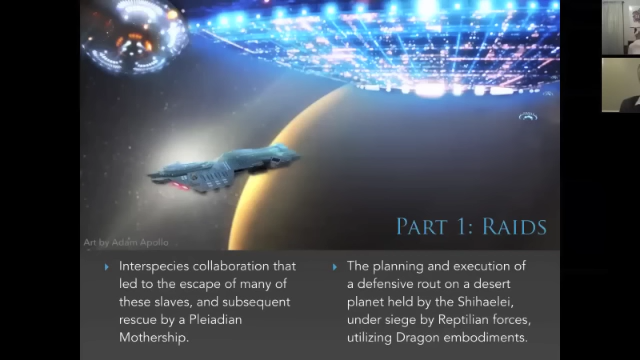 Part 1: Raids
Art by Adam Apollo
Interspecies collaboration that
led to the escape of many of
these slaves, and subsequent
rescue by a Pleiadian
Mothership.
The planning and execution of
a defensive rout on a desert
planet held by the Shihaelei,
under siege by Reptilian forces,
utilizing Dragon embodiments.